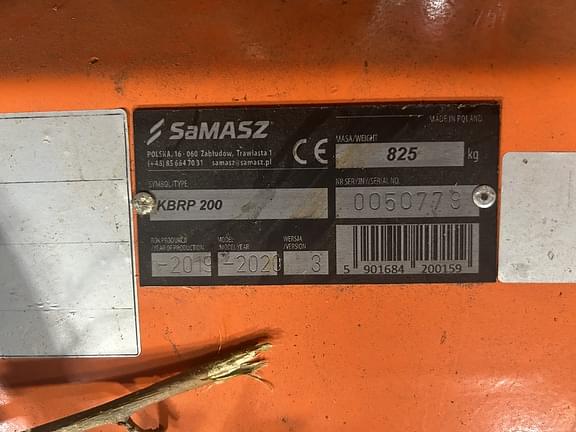 SaMASZ
POLSKA, 16 - 060 Zabłudow, Trawiasta 1
(+48) 85 664 70 31 samasz@samasz.pl
CE
MADE IN POLAND
MASA/WEIGHT
825 kg
SYMBOL/TYPE
KBRP 200
NR SERYJNY/SERIAL NO.
ROK PRODUKCJI
/YEAR OF PRODUCTION
MODEL
/MODEL YEAR
WERSJA
/VERSION
-2019 -2020 3
5 901684 200159